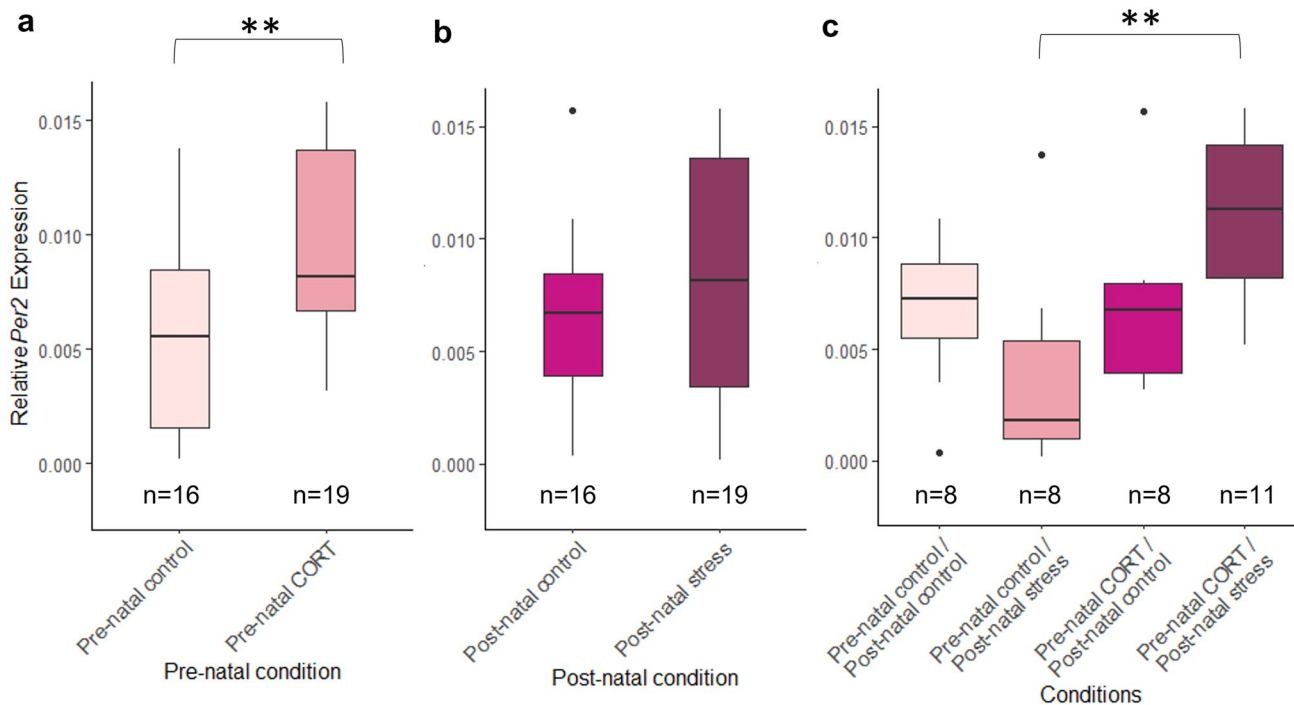 a
**
Relative Per2 Expression
0.015
0.010
0.005
0.000
n=16
n=19
Pre-natal control
Pre-natal CORT
Pre-natal condition
b
0.015
0.010
0.005
0.000
n=16
n=19
Post-natal control
Post-natal stress
Post-natal condition
c
**
0.015
0.010
0.005
0.000
n=8
n=8
n=8
n=11
Pre-natal control /
Post-natal control
Pre-natal control /
Post-natal stress
Pre-natal CORT /
Post-natal control
Pre-natal CORT /
Post-natal stress
Conditions